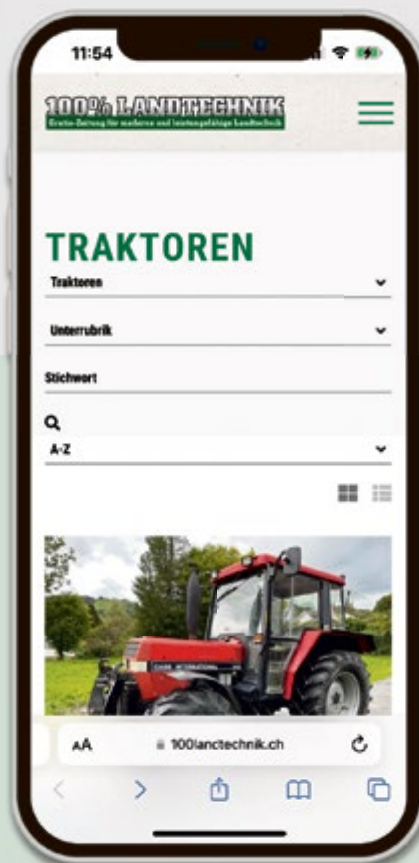 11:54
100% LANDTECHNIK
Gratis-Zeitung für moderne und leistungsfähige Landtechnik
TRAKTOREN
Traktoren
Unterrubrik
Stichwort
A-Z
CASE INTERNATIONAL
AA
100lanctechnik.ch